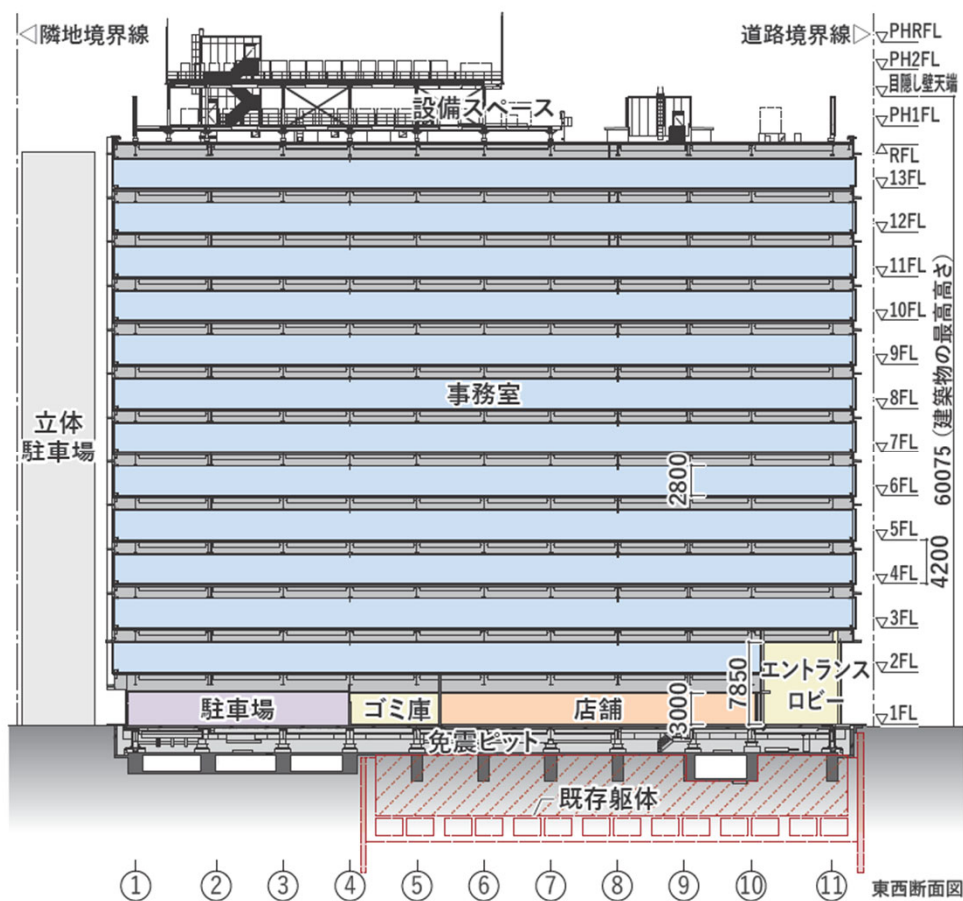 隣地境界線
道路境界線
PHRFL
PH2FL
目隠し壁天端
PH1FL
RFL
13FL
12FL
11FL
10FL
9FL
8FL
7FL
6FL
5FL
4FL
3FL
2FL
1FL
60075（建築物の最高高さ）
4200
設備スペース
事務室
立体
駐車場
2800
7850
3000
エントランス
ロビー
駐車場
ゴミ庫
店舗
免震ピット
既存躯体
① ② ③ ④ ⑤ ⑥ ⑦ ⑧ ⑨ ⑩ ⑪
東西断面図